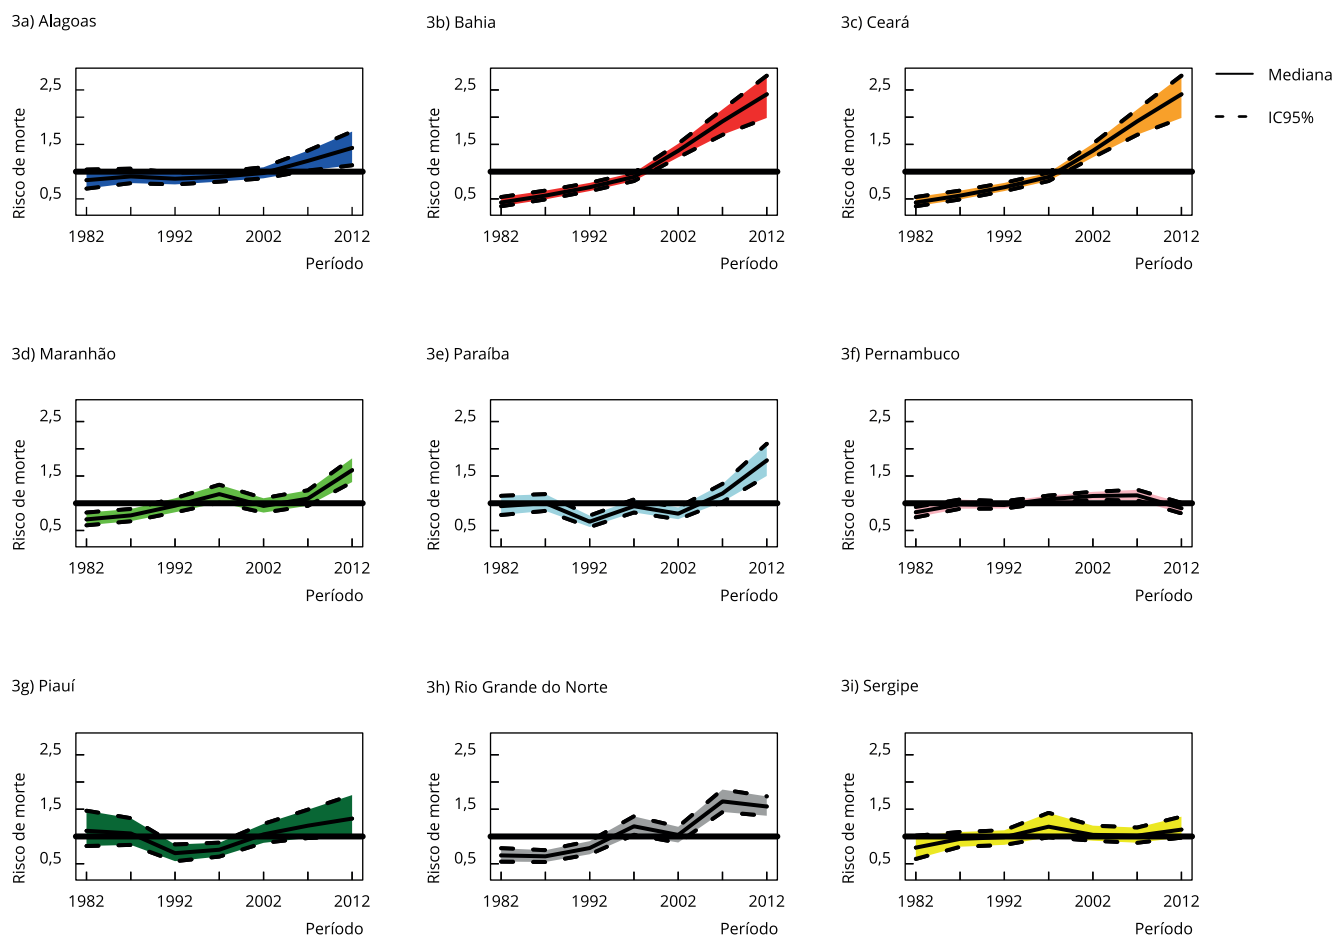 3a) Alagoas
3b) Bahia
3c) Ceará
Mediana
IC95%
Risco de morte
2,5
1,5
0,5
1982
1992
2002
2012
Período
Risco de morte
2,5
1,5
0,5
1982
1992
2002
2012
Período
Risco de morte
2,5
1,5
0,5
1982
1992
2002
2012
Período
3d) Maranhão
3e) Paraíba
3f) Pernambuco
Risco de morte
2,5
1,5
0,5
1982
1992
2002
2012
Período
Risco de morte
2,5
1,5
0,5
1982
1992
2002
2012
Período
Risco de morte
2,5
1,5
0,5
1982
1992
2002
2012
Período
3g) Piauí
3h) Rio Grande do Norte
3i) Sergipe
Risco de morte
2,5
1,5
0,5
1982
1992
2002
2012
Período
Risco de morte
2,5
1,5
0,5
1982
1992
2002
2012
Período
Risco de morte
2,5
1,5
0,5
1982
1992
2002
2012
Período